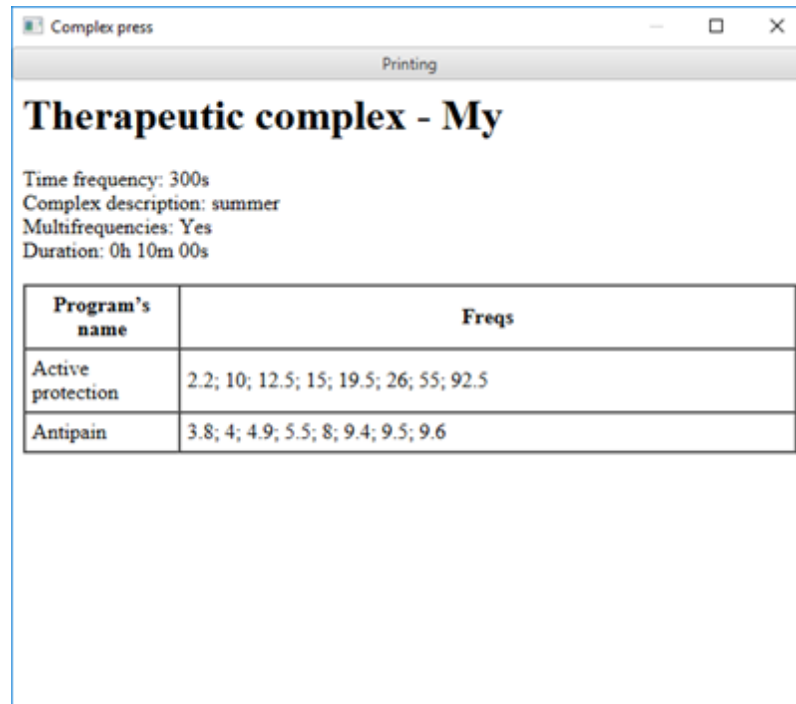 Complex press
Printing
Therapeutic complex - My
Time frequency: 300s
Complex description: summer
Multifrequencies: Yes
Duration: 0h 10m 00s
Program’s
name
Freqs
Active
protection
2.2; 10; 12.5; 15; 19.5; 26; 55; 92.5
Antipain
3.8; 4; 4.9; 5.5; 8; 9.4; 9.5; 9.6